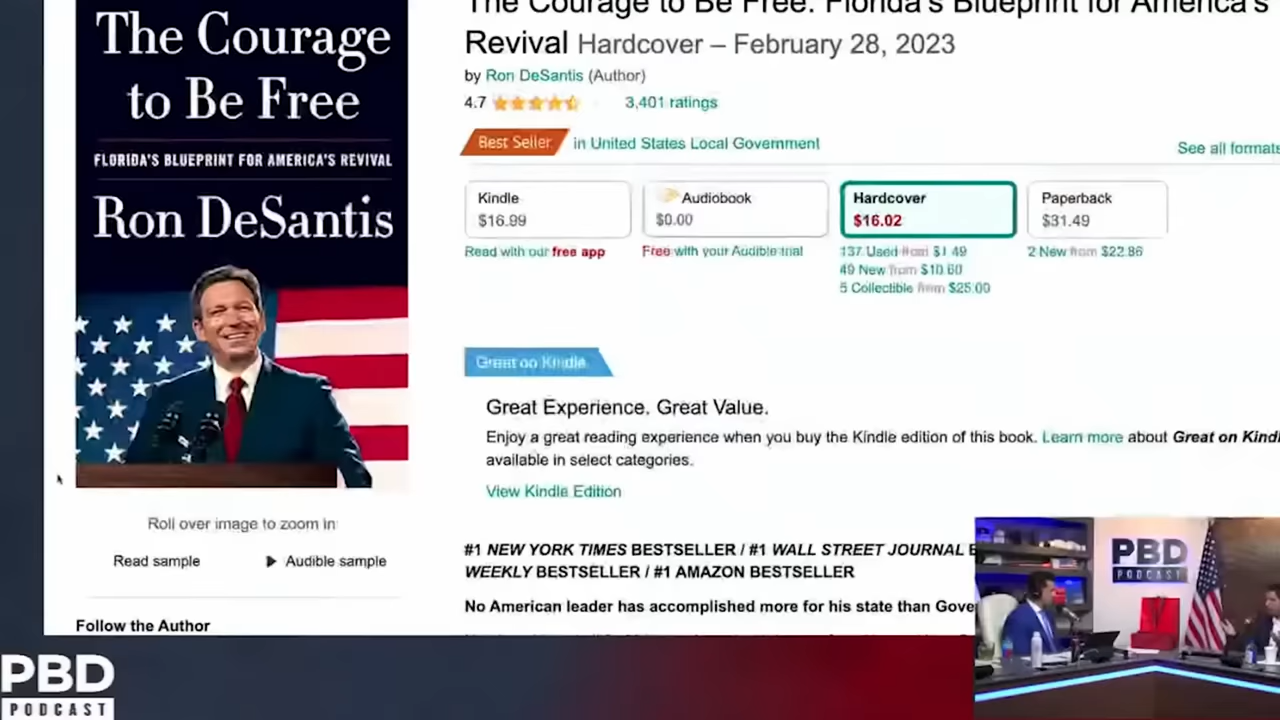 The Courage
to Be Free
FLORIDA'S BLUEPRINT FOR AMERICA'S REVIVAL
Ron DeSantis
Roll over image to zoom in
Read sample
Audible sample
Follow the Author
The Courage to Be Free: Florida's Blueprint for America's
Revival Hardcover – February 28, 2023
by Ron DeSantis (Author)
4.7 3,401 ratings
Best Seller in United States Local Government
See all formats
Kindle
$16.99
Read with our free app
Audiobook
$0.00
Free with your Audible trial
Hardcover
$16.02
137 Used from $1.49
49 New from $10.60
5 Collectible from $25.00
Paperback
$31.49
2 New from $22.86
Great on Kindle
Great Experience. Great Value.
Enjoy a great reading experience when you buy the Kindle edition of this book. Learn more about Great on Kindl
available in select categories.
View Kindle Edition
#1 NEW YORK TIMES BESTSELLER / #1 WALL STREET JOURNAL
WEEKLY BESTSELLER / #1 AMAZON BESTSELLER
No American leader has accomplished more for his state than Gove
PBD
PODCAST
PBD
PODCAST